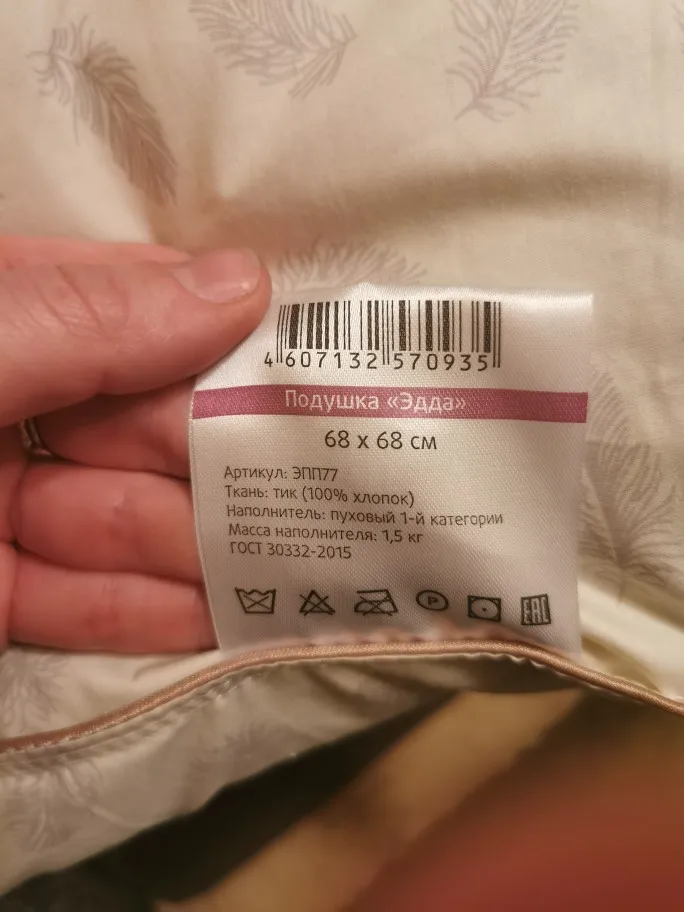 4 607132 570935
Подушка «Эдда»
68 х 68 см
Артикул: ЭПП77
Ткань: тик (100% хлопок)
Наполнитель: пуховый 1-й категории
Масса наполнителя: 1,5 кг
ГОСТ 30332-2015
P
EAC